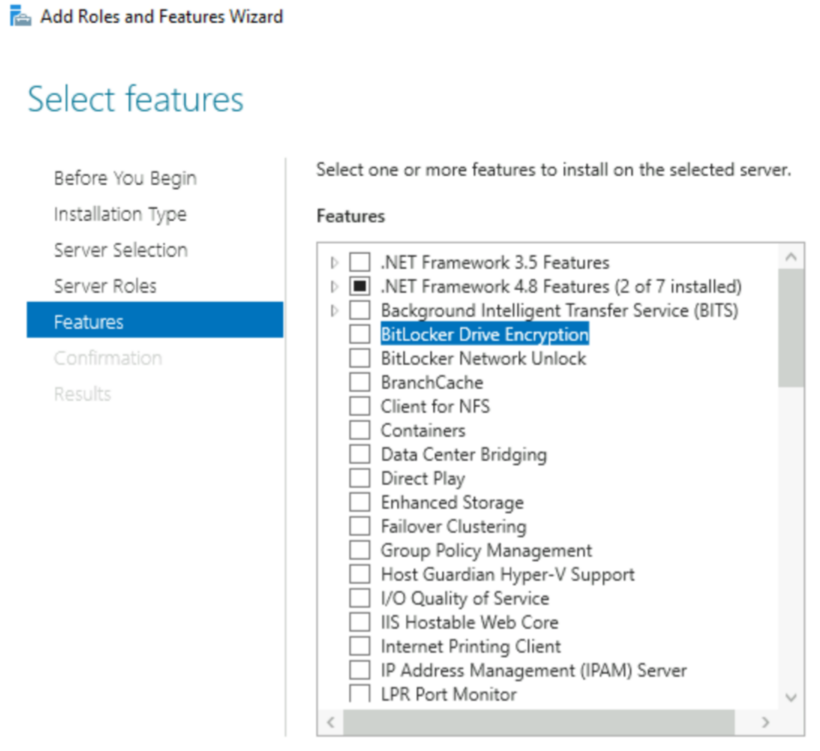 Add Roles and Features Wizard
Select features
Before You Begin
Installation Type
Server Selection
Server Roles
Features
Confirmation
Results
Select one or more features to install on the selected server.
Features
.NET Framework 3.5 Features
.NET Framework 4.8 Features (2 of 7 installed)
Background Intelligent Transfer Service (BITS)
BitLocker Drive Encryption
BitLocker Network Unlock
BranchCache
Client for NFS
Containers
Data Center Bridging
Direct Play
Enhanced Storage
Failover Clustering
Group Policy Management
Host Guardian Hyper-V Support
I/O Quality of Service
IIS Hostable Web Core
Internet Printing Client
IP Address Management (IPAM) Server
LPR Port Monitor